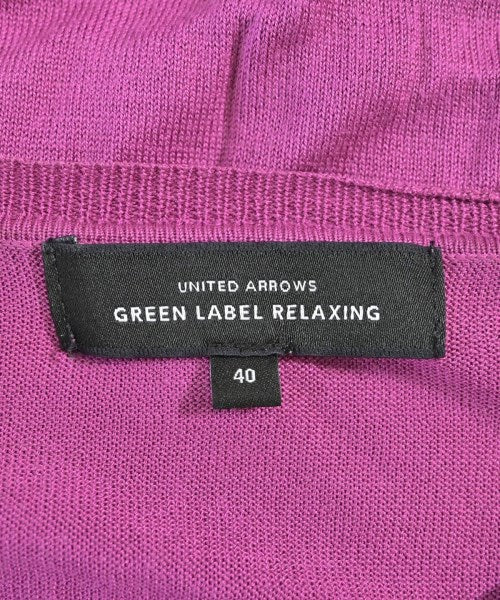 UNITED ARROWS
GREEN LABEL RELAXING
40